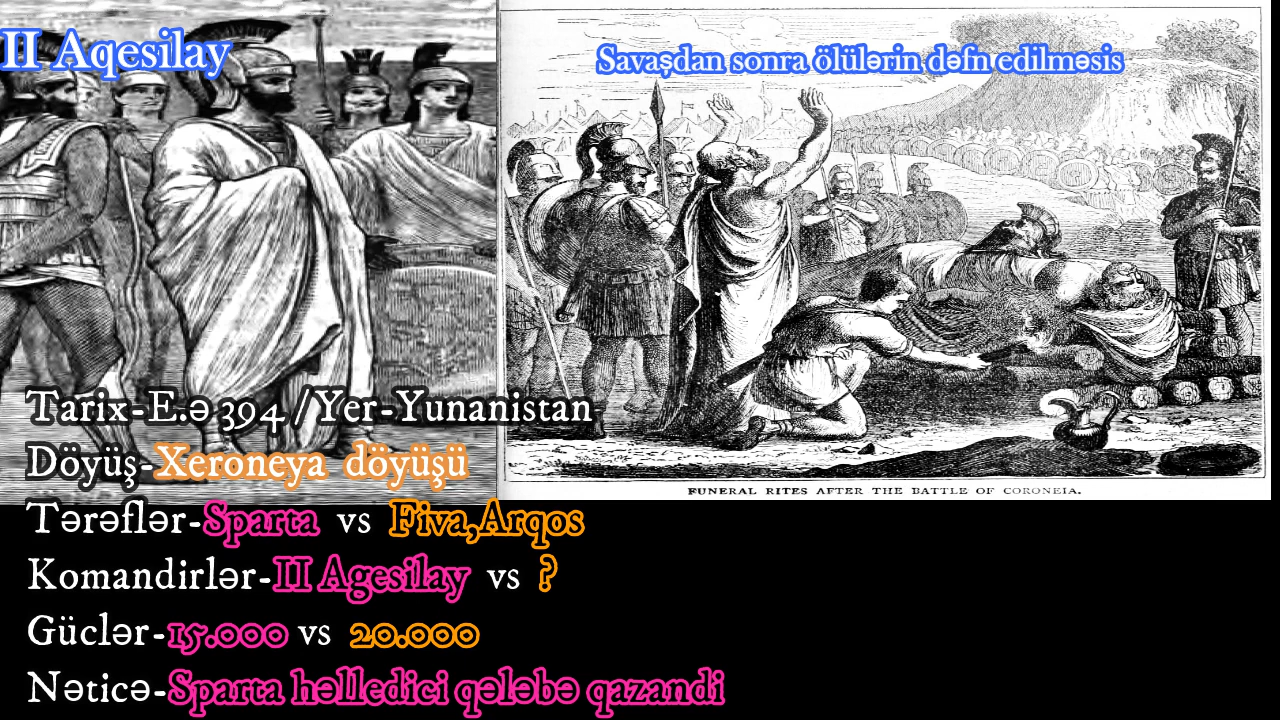 II Aqesilay
Savaşdan sonra ölülərin dəfn edilməsis
FUNERAL RITES AFTER THE BATTLE OF CORONEIA.
Tarix-E.ə 394 / Yer-Yunanistan
Döyüş-Xeroneya döyüşü
Tərəflər-Sparta vs Fiva,Arqos
Komandirlər-II Agesilay vs ?
Güclər-15.000 vs 20.000
Nəticə-Sparta həlledici qələbə qazandi